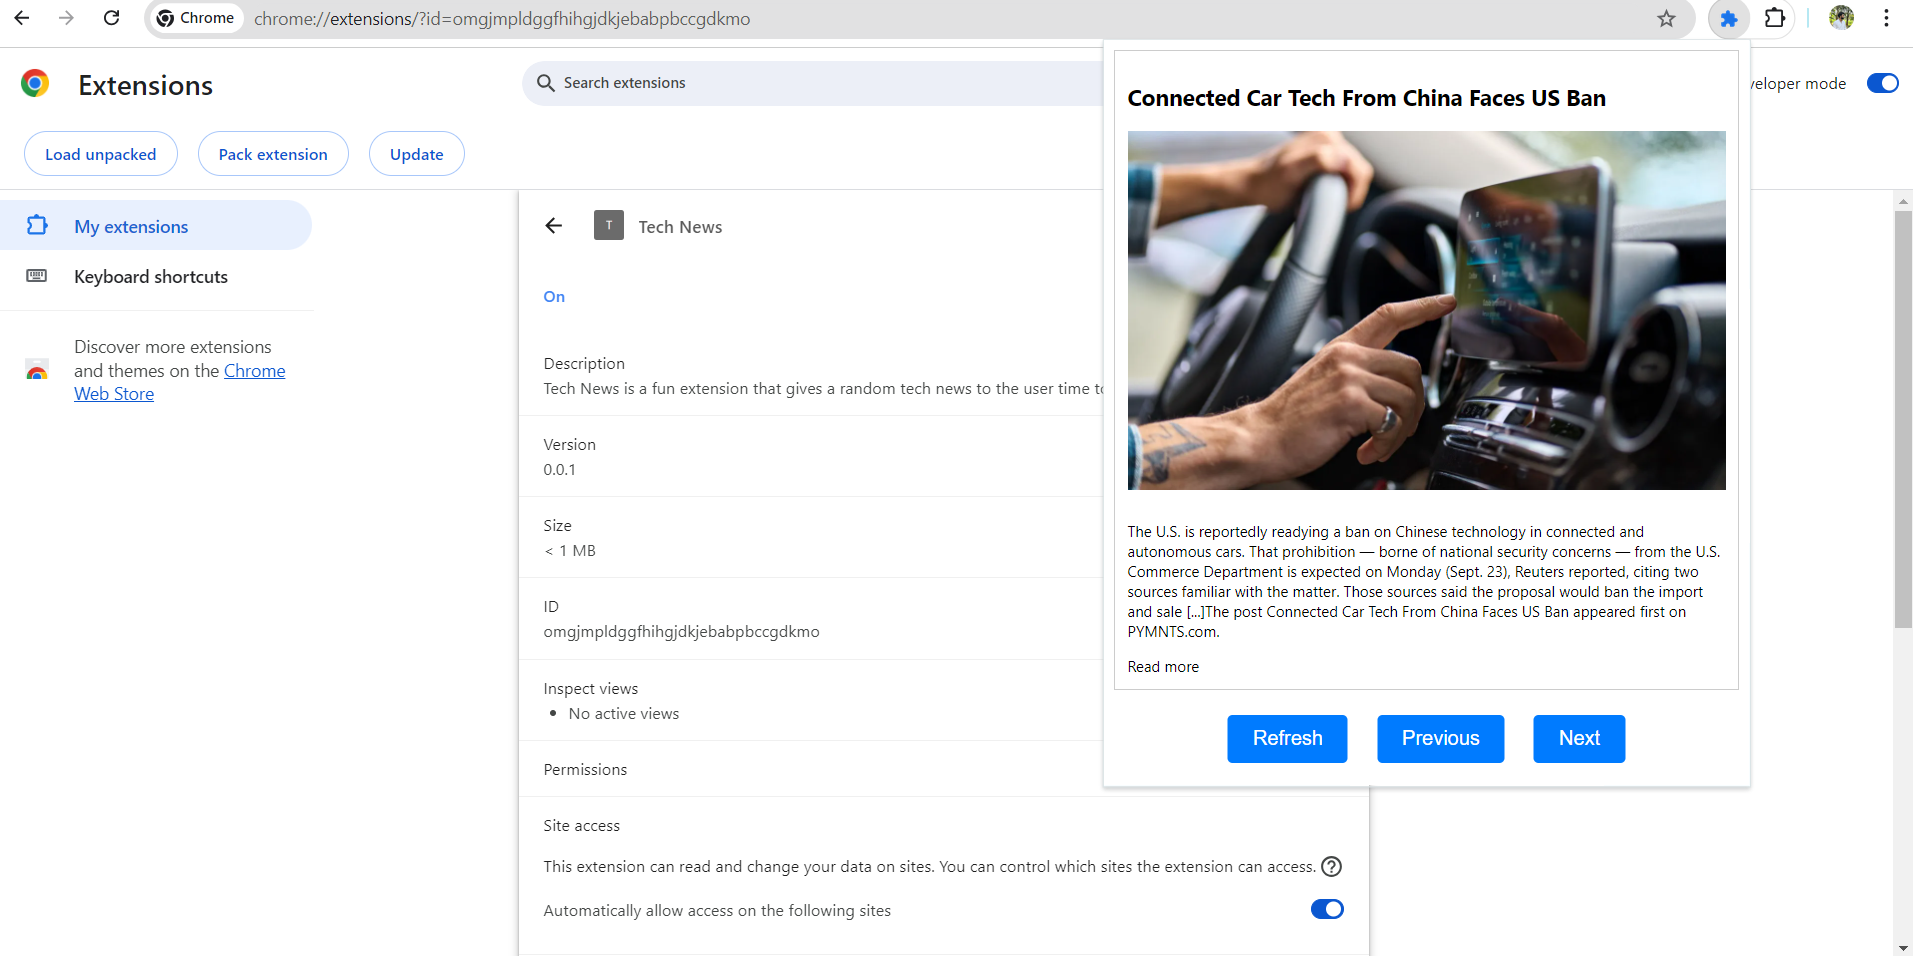 Chrome
chrome://extensions/?id=omgjmpldggfhihgjdkjebabpbccgdkmo
Extensions
Search extensions
veloper mode
Load unpacked
Pack extension
Update
My extensions
Keyboard shortcuts
Discover more extensions
and themes on the Chrome
Web Store
T
Tech News
On
Description
Tech News is a fun extension that gives a random tech news to the user time to
Version
0.0.1
Size
< 1 MB
ID
omgjmpldggfhihgjdkjebabpbccgdkmo
Inspect views
• No active views
Permissions
Site access
This extension can read and change your data on sites. You can control which sites the extension can access.
Automatically allow access on the following sites
Connected Car Tech From China Faces US Ban
The U.S. is reportedly readying a ban on Chinese technology in connected and
autonomous cars. That prohibition — borne of national security concerns — from the U.S.
Commerce Department is expected on Monday (Sept. 23), Reuters reported, citing two
sources familiar with the matter. Those sources said the proposal would ban the import
and sale [...]The post Connected Car Tech From China Faces US Ban appeared first on
PYMNTS.com.
Read more
Refresh
Previous
Next